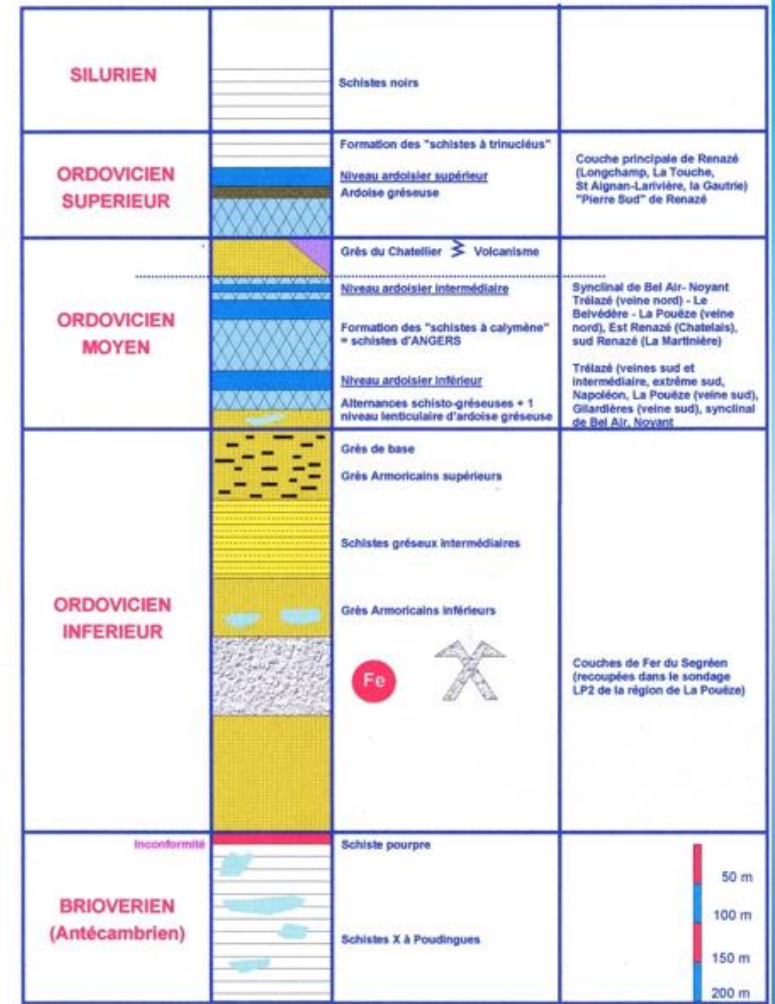 SILURIEN
Schistes noirs
ORDOVICIEN
SUPERIEUR
Formation des "schistes à trinucléus"
Niveau ardoisier supérieur
Ardoise gréseuse
Couche principale de Renazé
(Longchamp, La Touche,
St Aignan-Larivière, la Gautrie)
"Pierre Sud" de Renazé
ORDOVICIEN
MOYEN
Grès du Chatellier Volcanisme
Niveau ardoisier intermédiaire
Formation des "schistes à calymène"
= schistes d'ANGERS
Niveau ardoisier inférieur
Alternances schisto-gréseuses + 1
niveau lenticulaire d'ardoise gréseuse
Synclinal de Bel Air- Noyant
Trélazé (veine nord) - Le
Belvédère - La Pouëze (veine
nord), Est Renazé (Chatelais),
sud Renazé (La Martinière)
Trélazé (veines sud et
intermédiaire, extrême sud,
Napoléon, La Pouëze (veine sud),
Gilardières (veine sud), synclinal
de Bel Air, Noyant
ORDOVICIEN
INFERIEUR
Grès de base
Grès Armoricains supérieurs
Schistes gréseux intermédiaires
Grès Armoricains inférieurs
Fe
Couches de Fer du Segréen
(recoupées dans le sondage
LP2 de la région de La Pouëze)
Inconformité
BRIOVERIEN
(Antécambrien)
Schiste pourpre
Schistes X à Poudingues
50 m
100 m
150 m
200 m